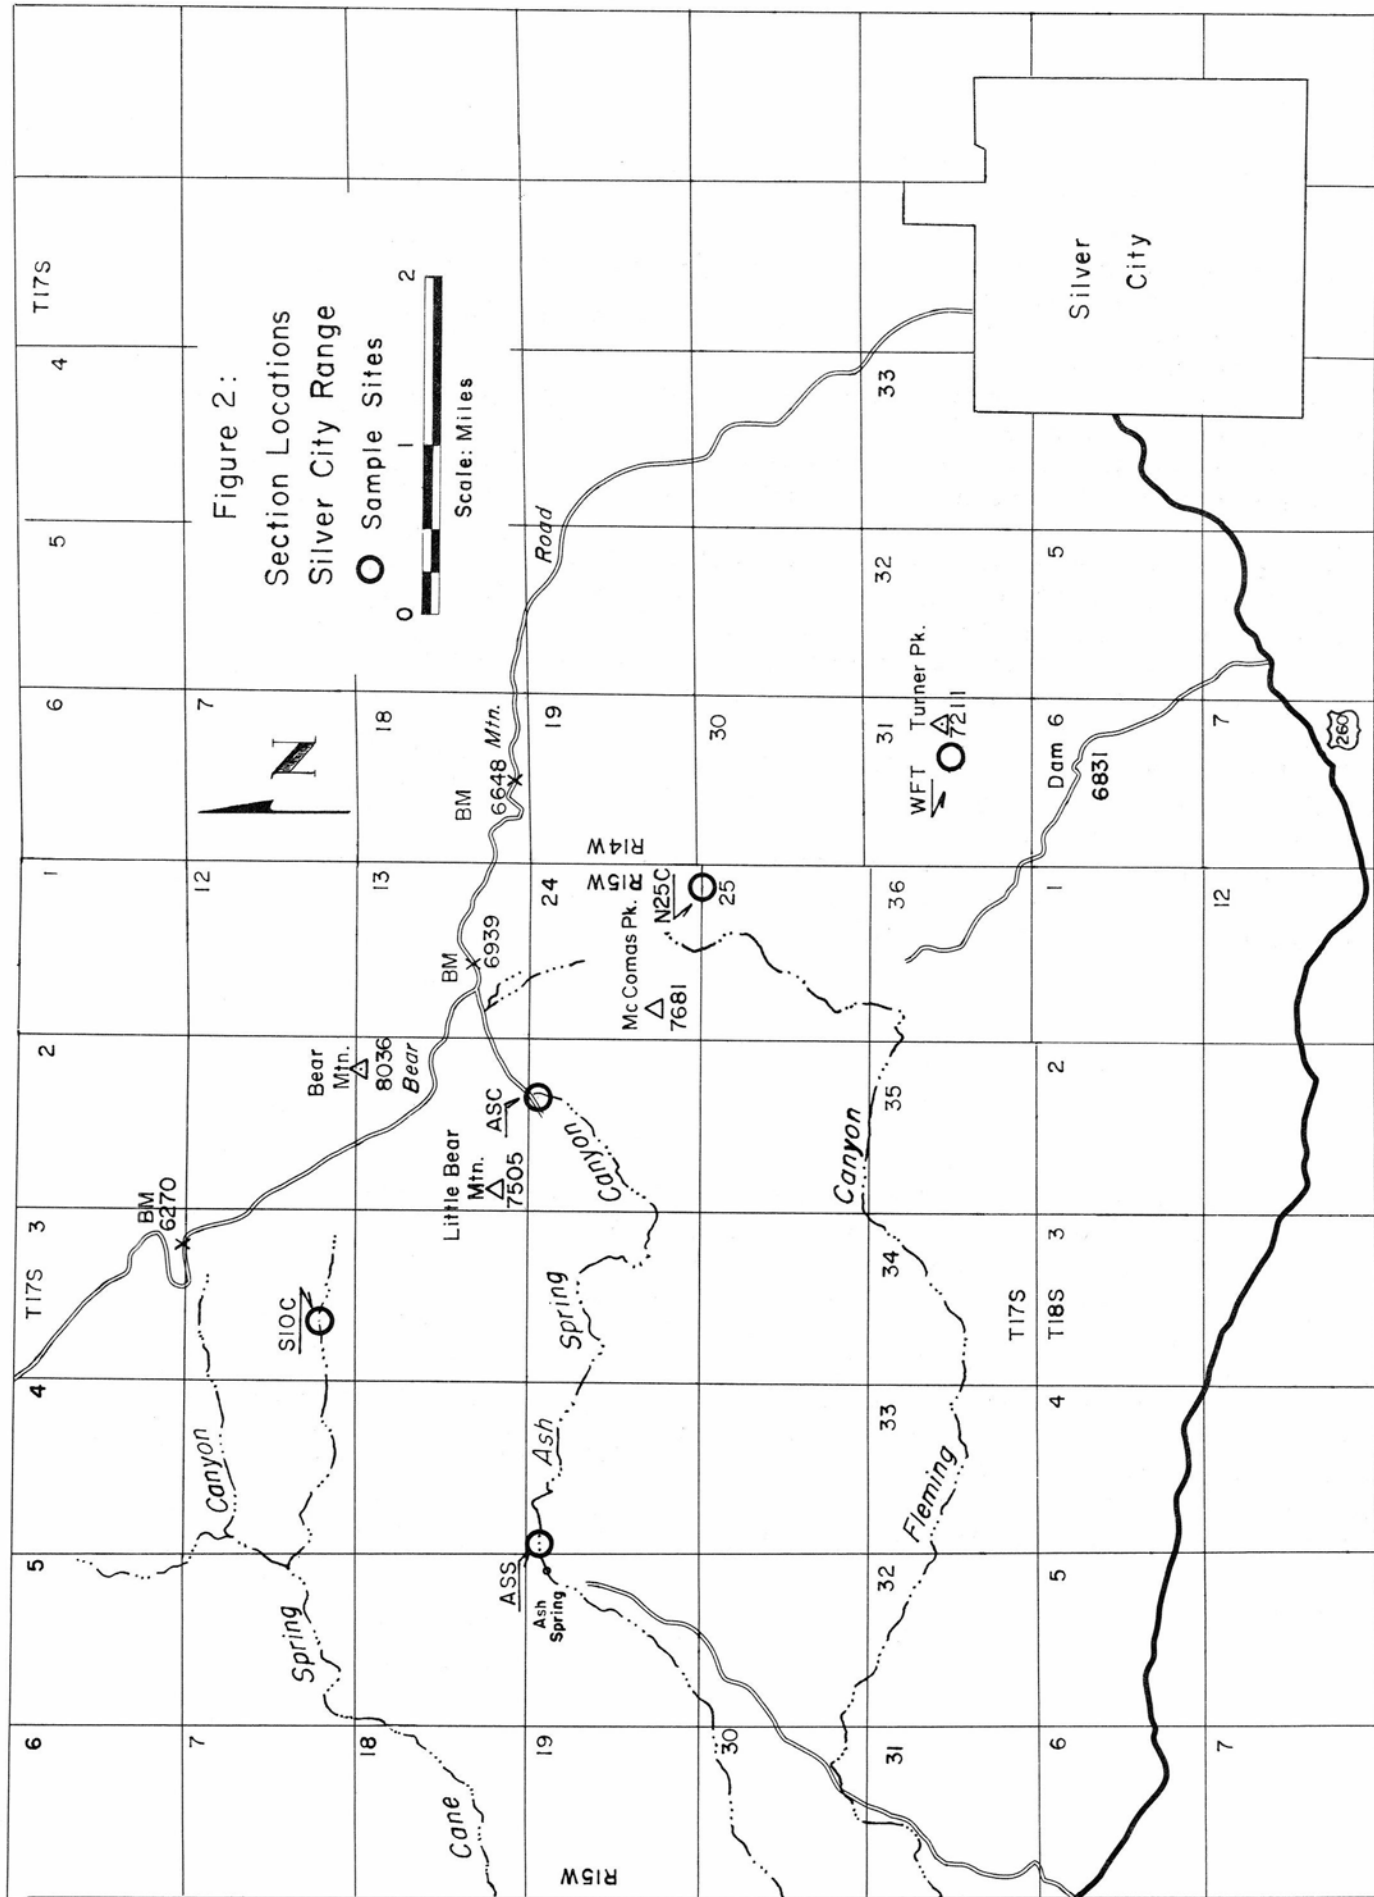 Figure 2:
Section Locations
Silver City Range
Sample Sites
0 1 2
Scale: Miles
N
T17S
6
5
4
3
2
1
6
5
4
T17S
7
12
7
18
13
18
19
24
19
30
25
30
31
32
33
34
35
36
31
32
33
T17S
T18S
6
5
4
3
2
1
6
5
7
12
7
R15W
R15W
R14W
BM
6270
S10C
Canyon
Spring
Cane
Bear
Mtn.
8036
Bear
BM
6939
BM
6648
Mtn.
Road
Little Bear
Mtn.
7505
ASC
Canyon
Spring
Ash
ASS
Ash
Spring
Mc Comas Pk.
7681
N25C
Canyon
Fleming
WFT
Tunner Pk.
7211
Dam 6
6831
260
Silver
City